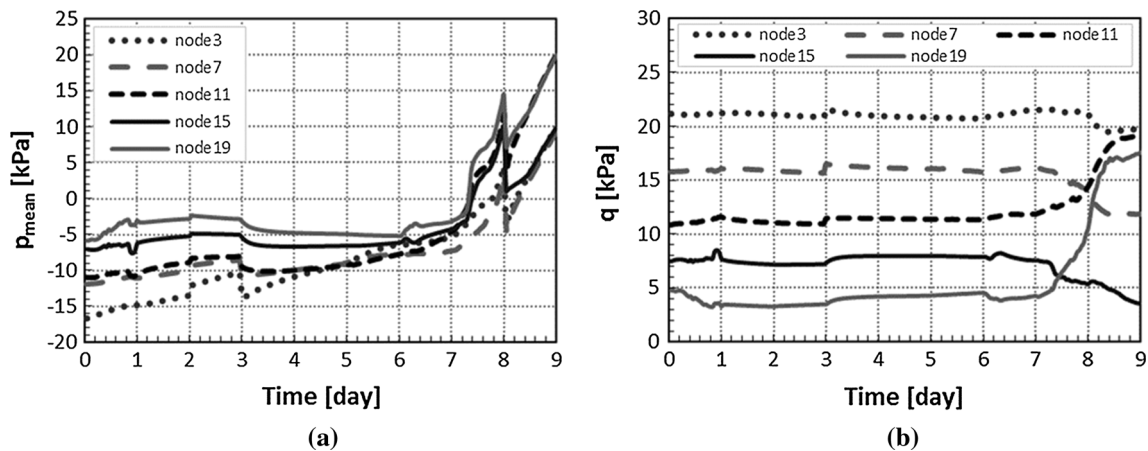 25
20
15
10
5
0
-5
-10
-15
-20
p_mean [kPa]
node3
node7
node11
node15
node19
0 1 2 3 4 5 6 7 8 9
Time [day]
(a)
30
25
20
15
10
5
0
q [kPa]
node3 node7 node11
node15 node19
0 1 2 3 4 5 6 7 8 9
Time [day]
(b)